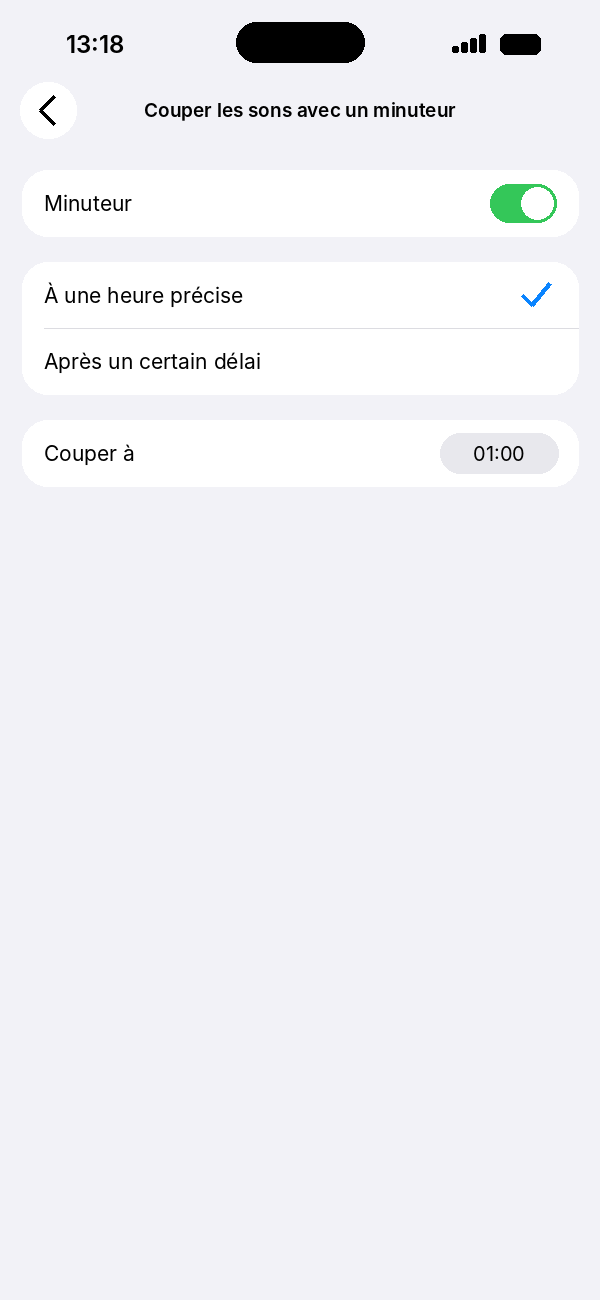 13:18
Couper les sons avec un minuteur
Minuteur
À une heure précise
Après un certain délai
Couper à
01:00